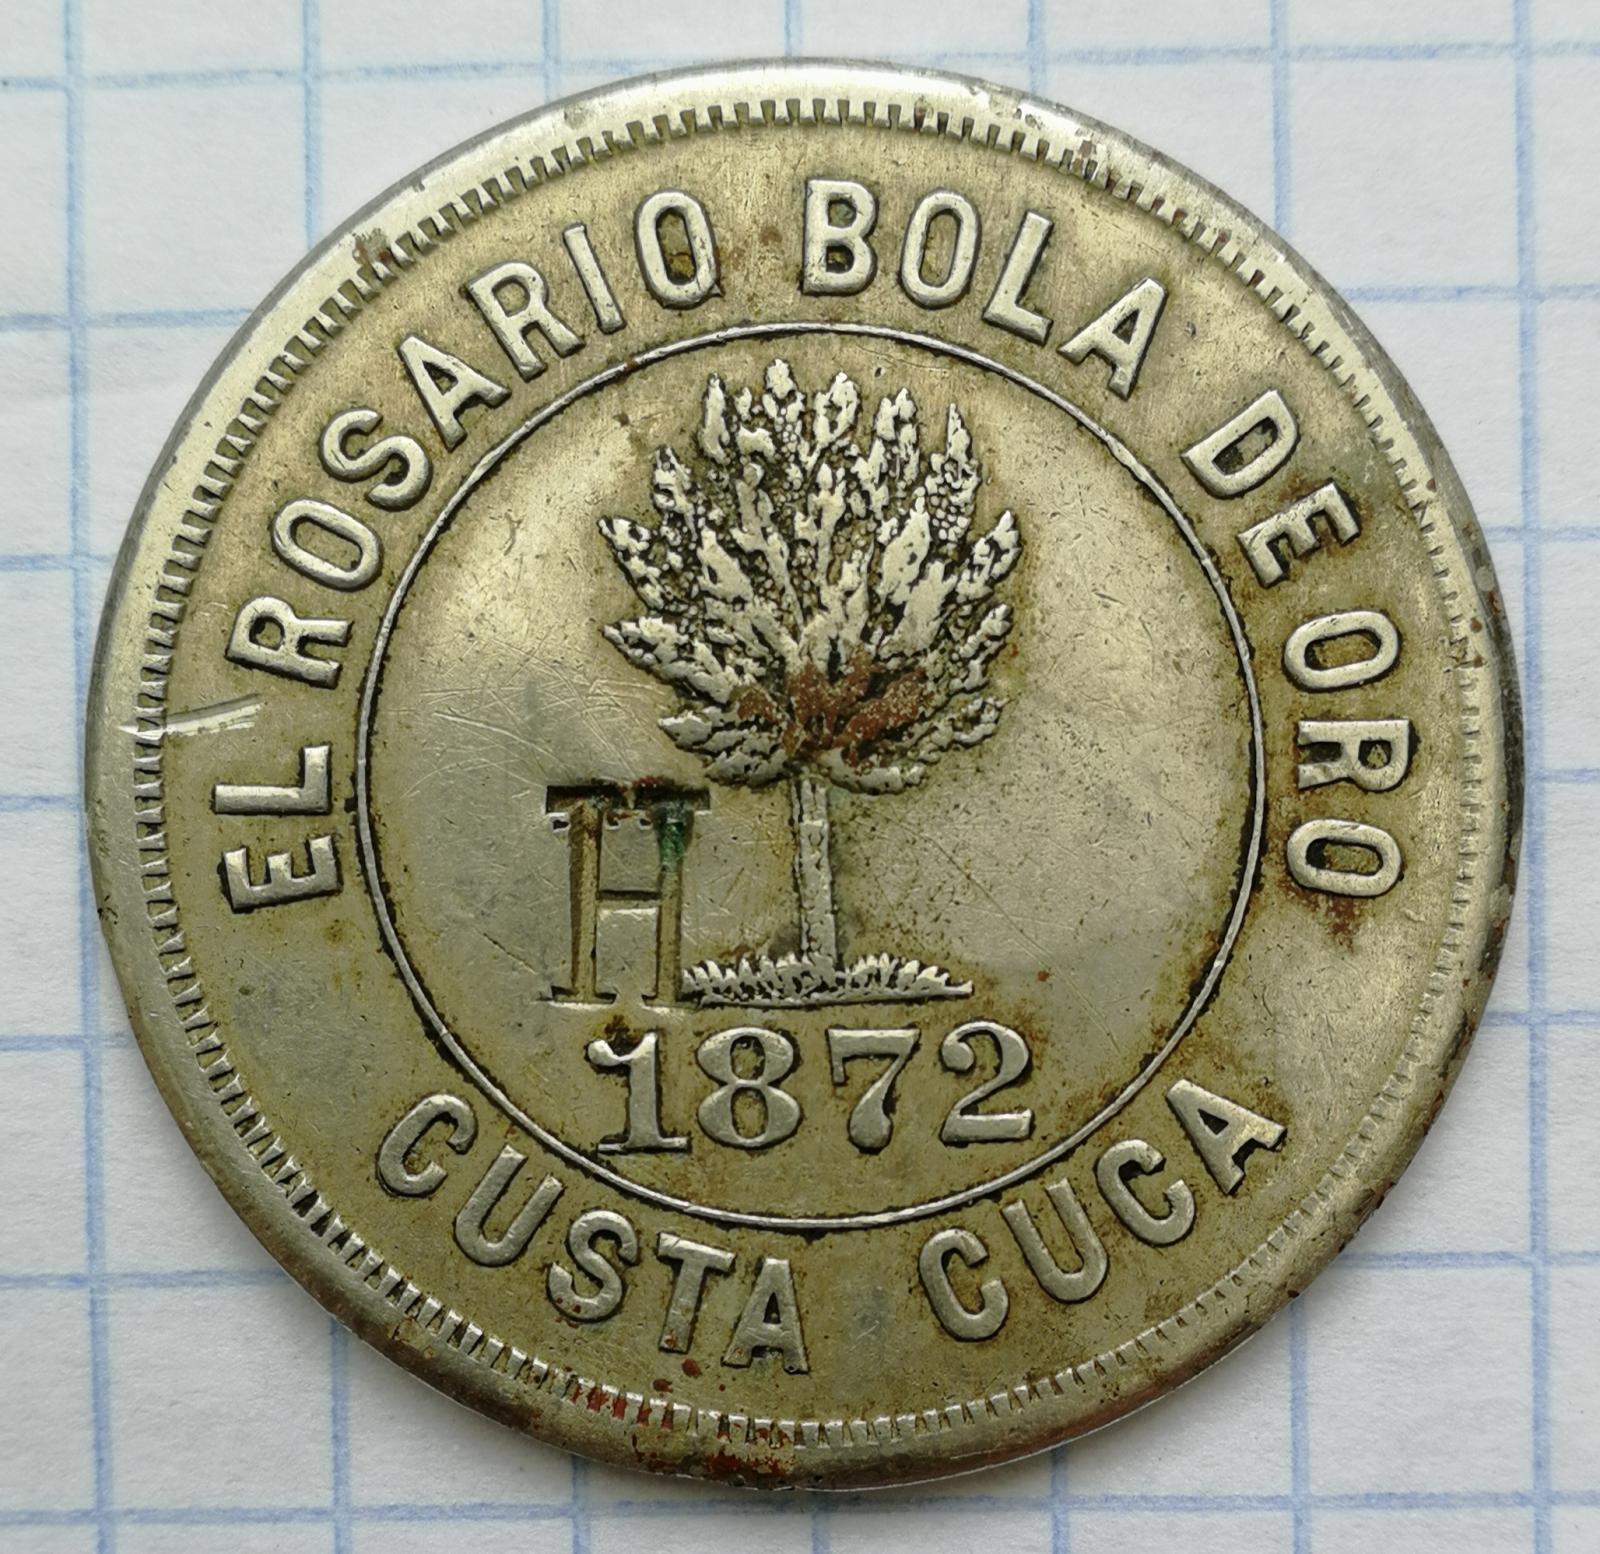 EL ROSARIO BOLA DE ORO
H
1872
CUSTA CUCA